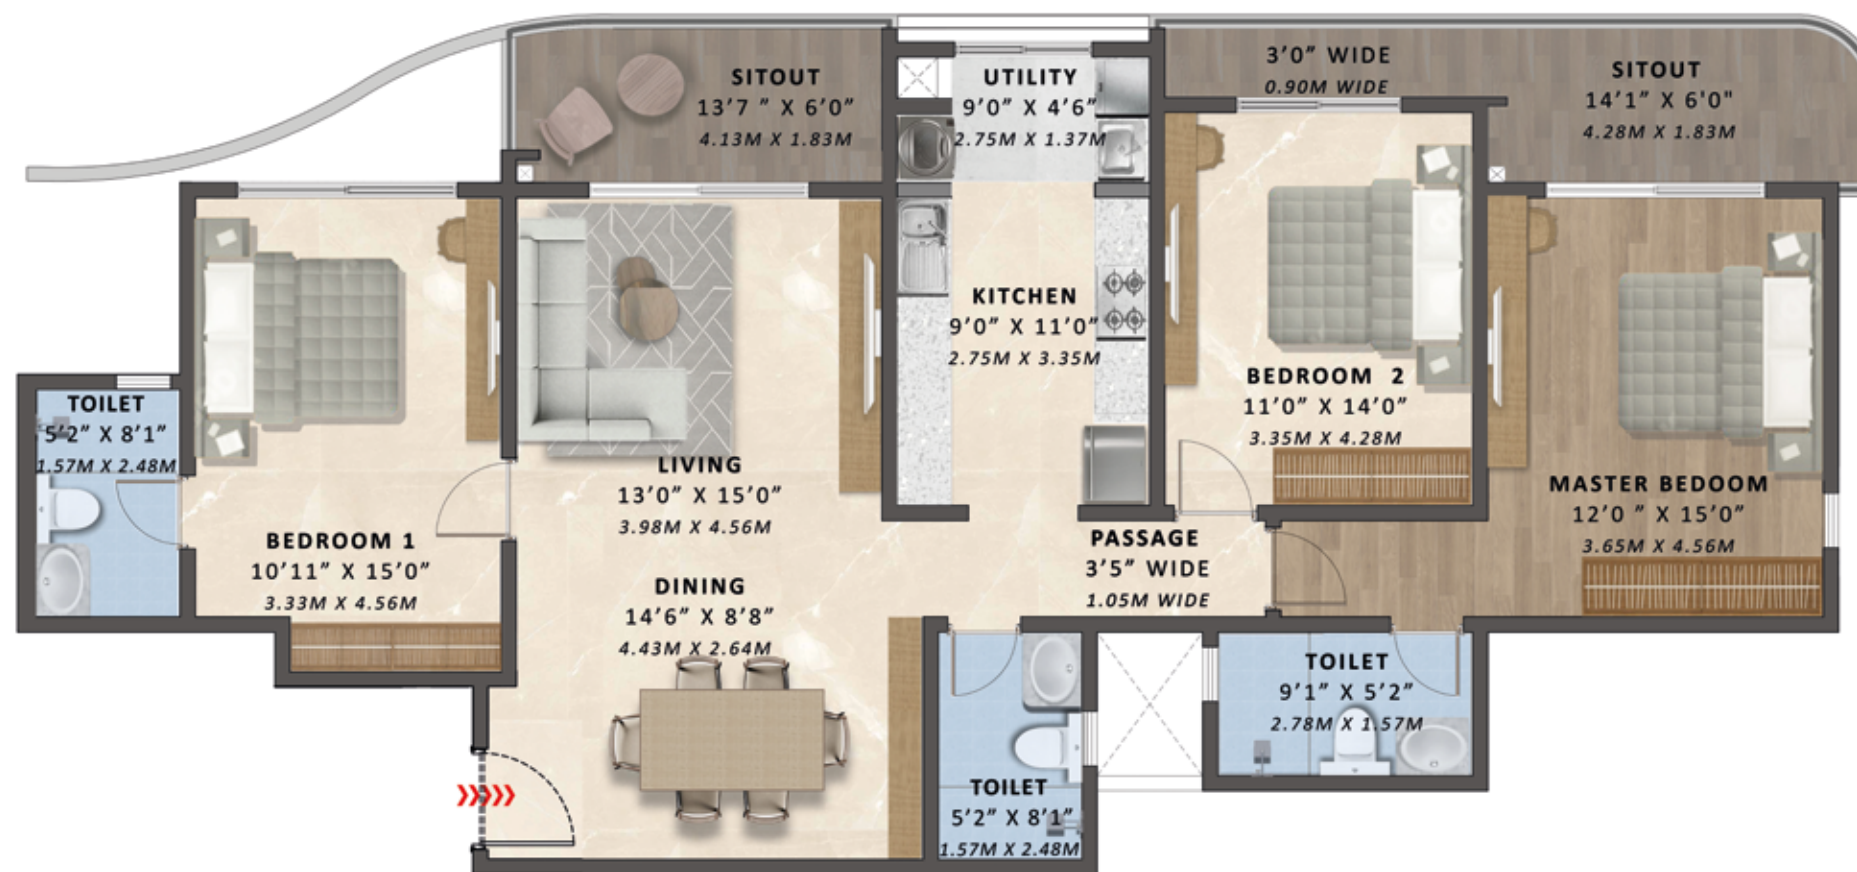 SITOUT
13'7 " X 6'0"
4.13M X 1.83M
UTILITY
9'0" X 4'6"
2.75M X 1.37M
3'0" WIDE
0.90M WIDE
SITOUT
14'1" X 6'0"
4.28M X 1.83M
KITCHEN
9'0" X 11'0"
2.75M X 3.35M
BEDROOM 2
11'0" X 14'0"
3.35M X 4.28M
TOILET
5'2" X 8'1"
1.57M X 2.48M
LIVING
13'0" X 15'0"
3.98M X 4.56M
MASTER BEDOOM
12'0 " X 15'0"
3.65M X 4.56M
BEDROOM 1
10'11" X 15'0"
3.33M X 4.56M
PASSAGE
3'5" WIDE
1.05M WIDE
DINING
14'6" X 8'8"
4.43M X 2.64M
TOILET
9'1" X 5'2"
2.78M X 1.57M
TOILET
5'2" X 8'1"
1.57M X 2.48M